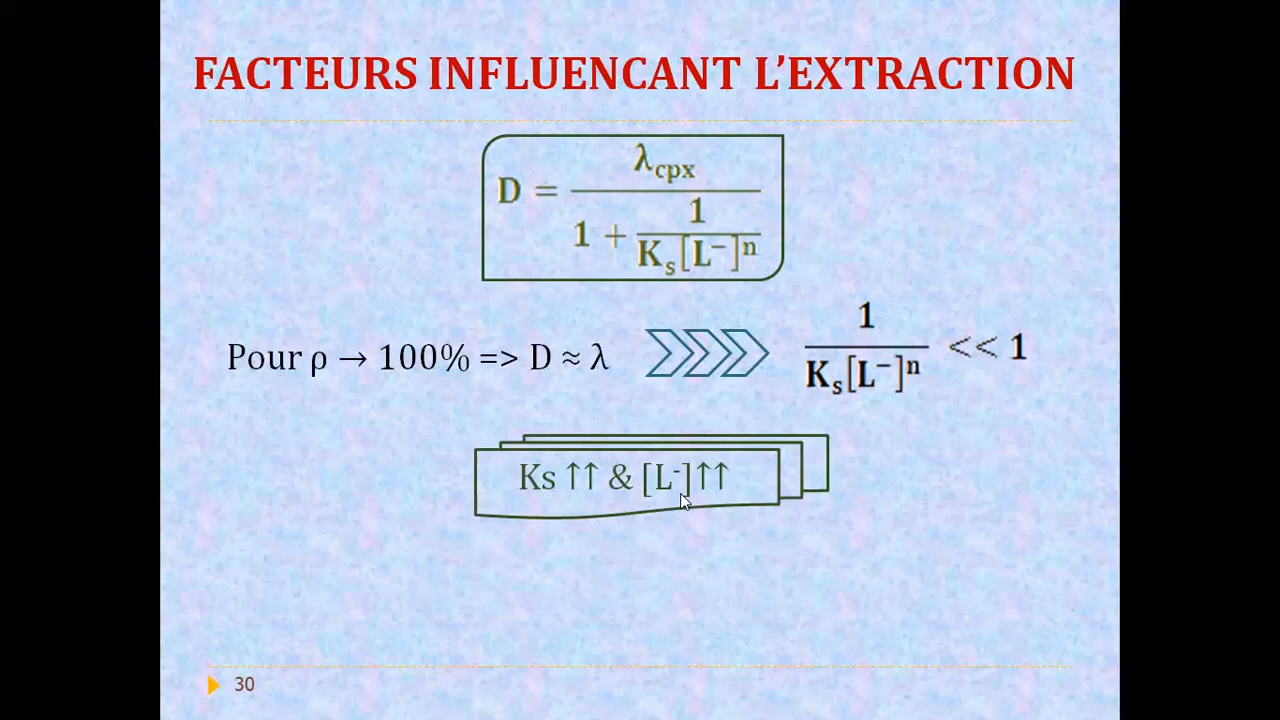 FACTEURS INFLUENCANT L’EXTRACTION
D = λcpx / (1 + 1 / (Ks[L⁻]ⁿ))
Pour ρ → 100% => D ≈ λ
1 / (Ks[L⁻]ⁿ) << 1
Ks ↑↑ & [L⁻]↑↑
30